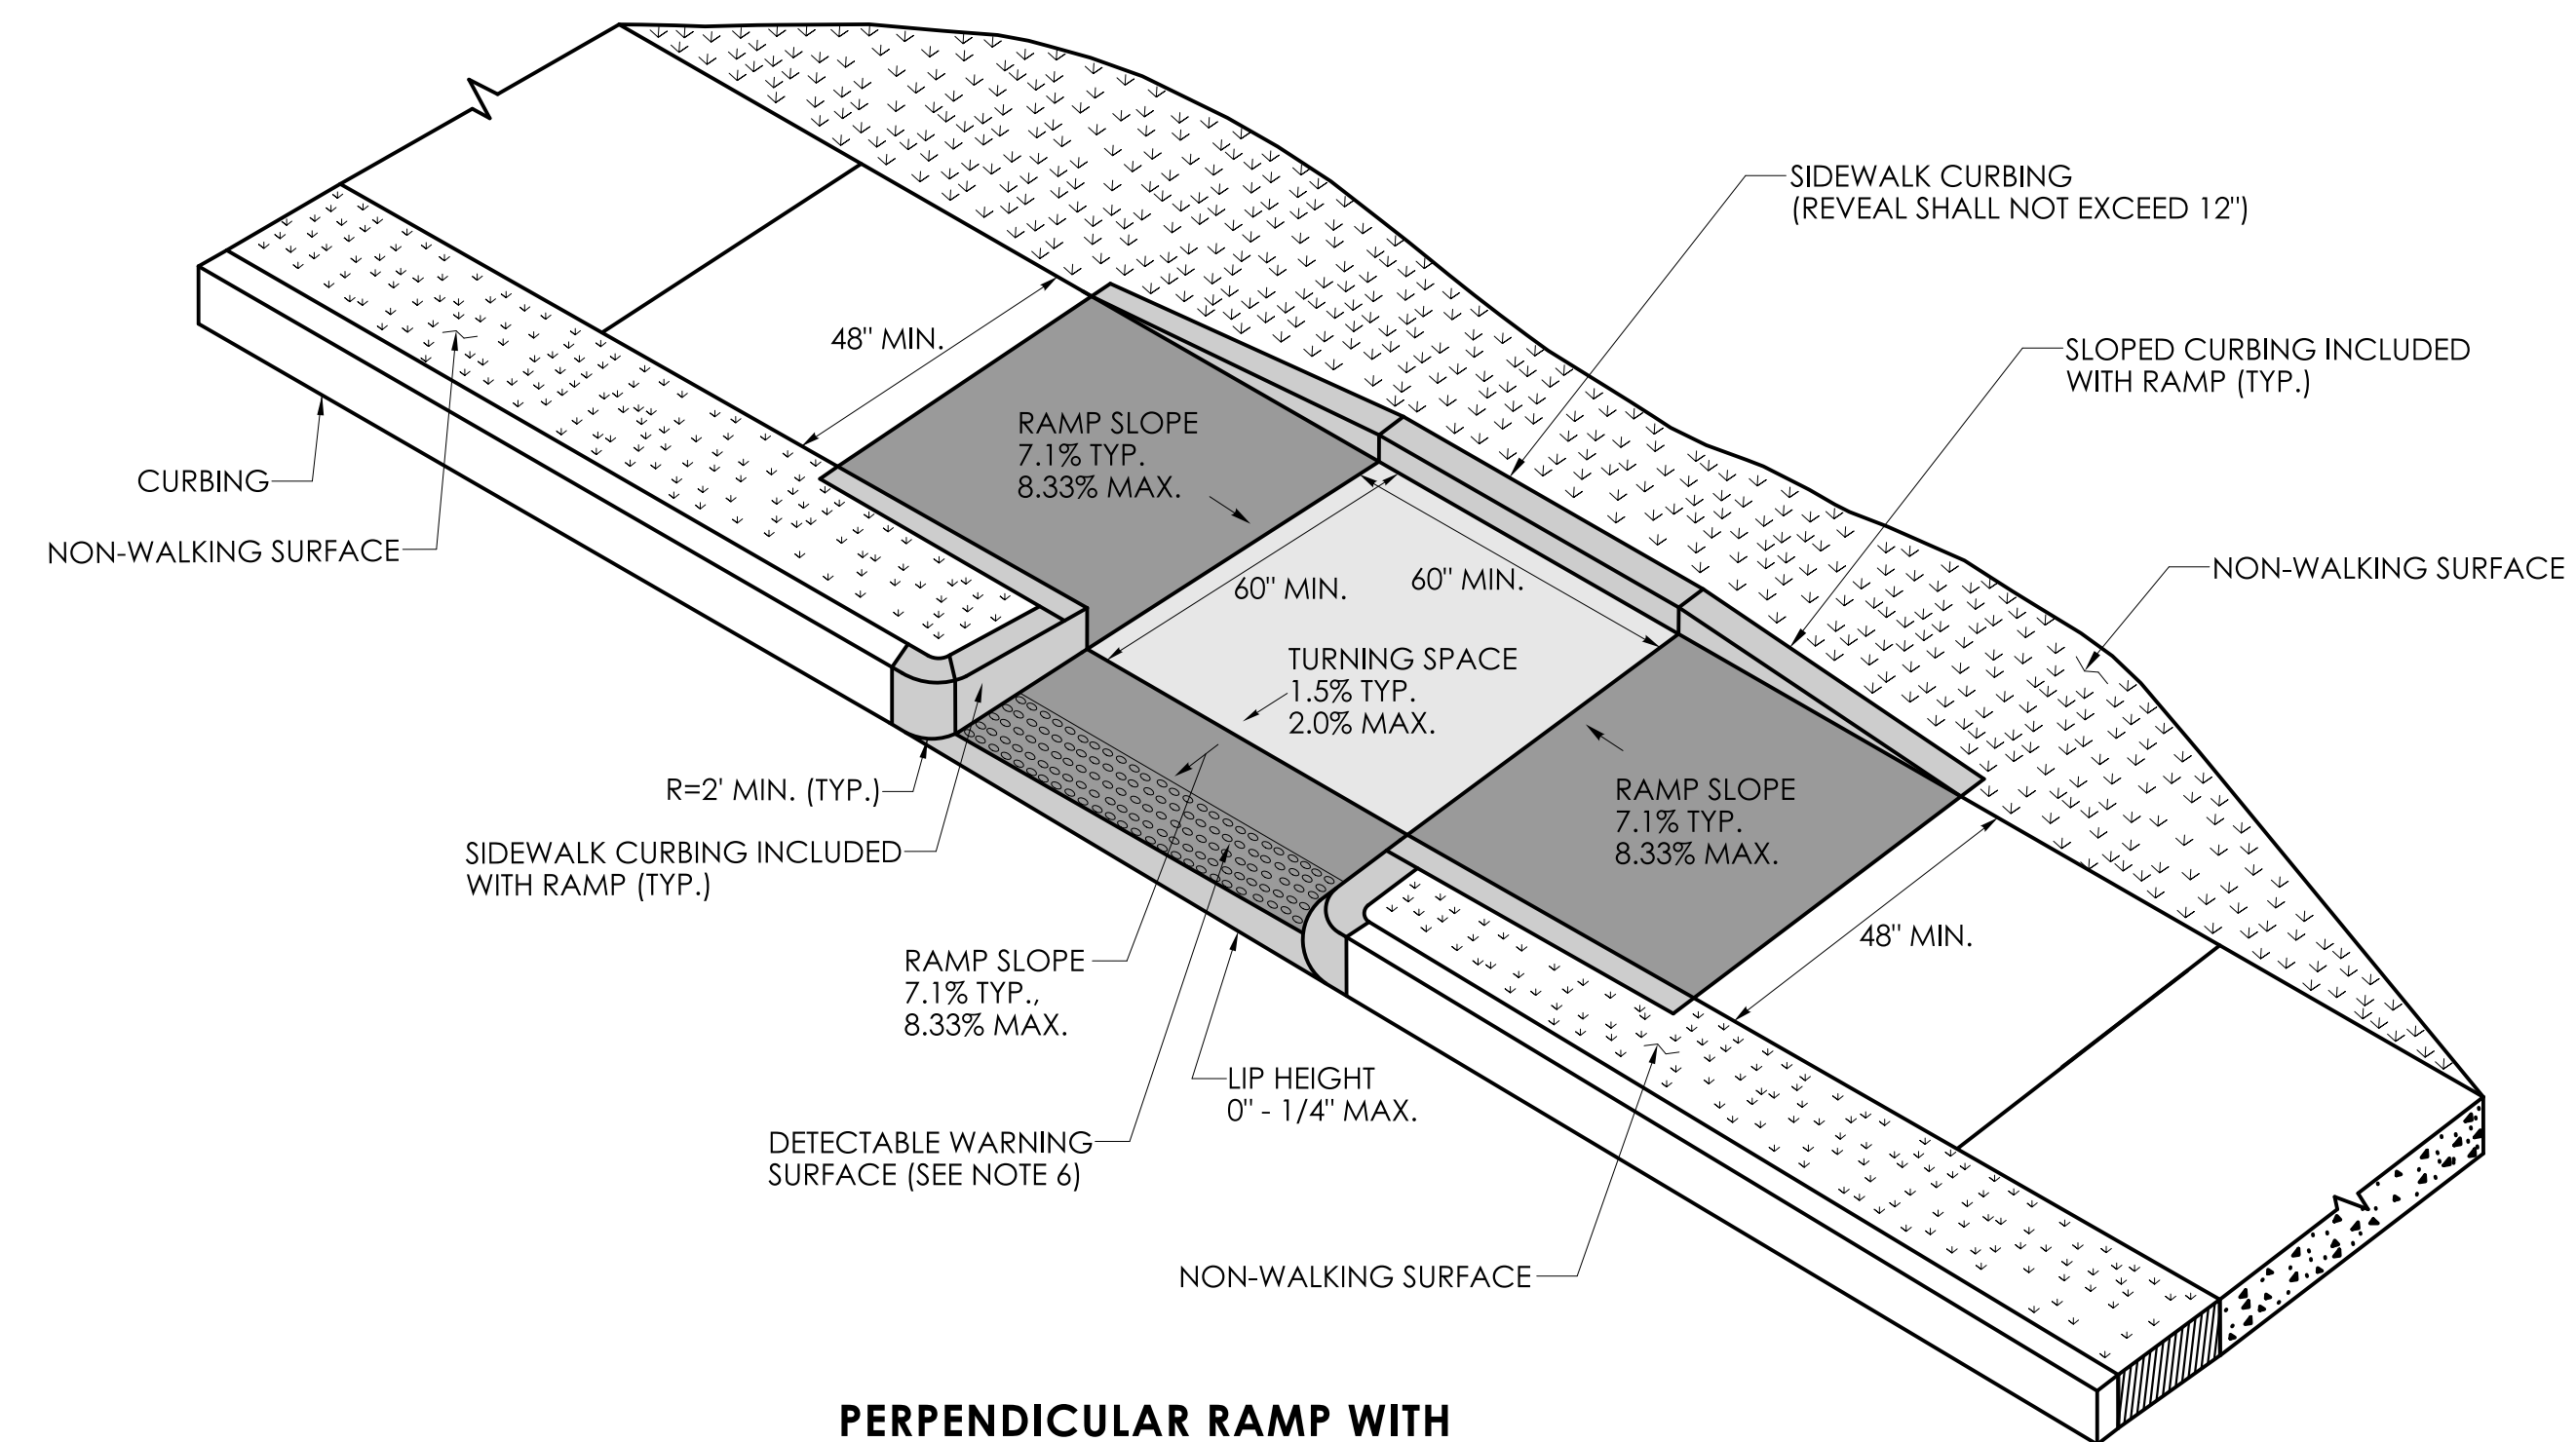 SIDEWALK CURBING
(REVEAL SHALL NOT EXCEED 12")
SLOPED CURBING INCLUDED
WITH RAMP (TYP.)
48" MIN.
RAMP SLOPE
7.1% TYP.
8.33% MAX.
CURBING
NON-WALKING SURFACE
NON-WALKING SURFACE
60" MIN.
60" MIN.
TURNING SPACE
1.5% TYP.
2.0% MAX.
R=2' MIN. (TYP.)
RAMP SLOPE
7.1% TYP.
8.33% MAX.
SIDEWALK CURBING INCLUDED
WITH RAMP (TYP.)
48" MIN.
RAMP SLOPE
7.1% TYP.,
8.33% MAX.
LIP HEIGHT
0" - 1/4" MAX.
DETECTABLE WARNING
SURFACE (SEE NOTE 6)
NON-WALKING SURFACE
PERPENDICULAR RAMP WITH